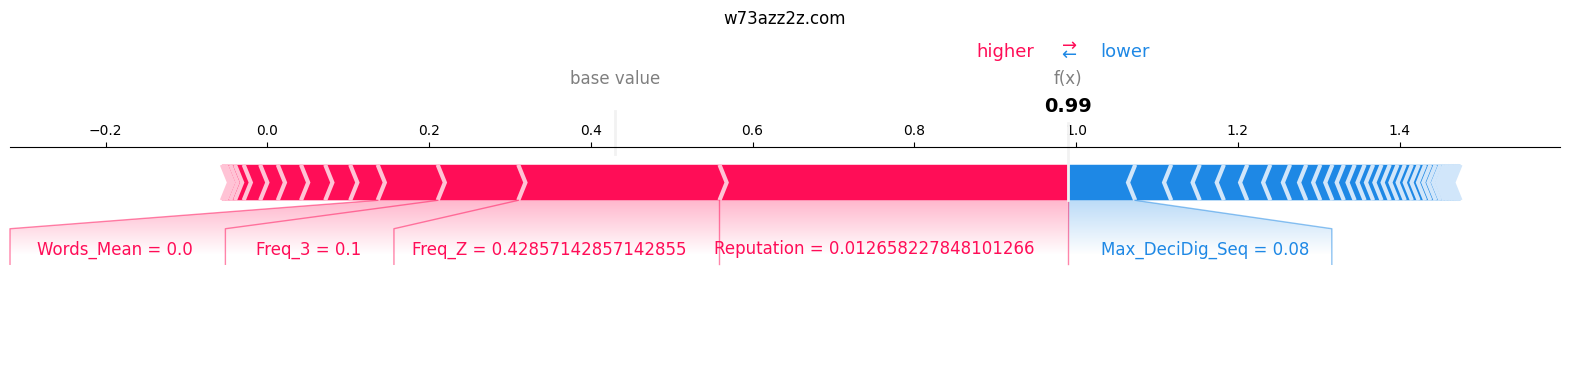 w73azz2z.com
higher → ← lower
base value f(x)
0.99
−0.2 0.0 0.2 0.4 0.6 0.8 1.0 1.2 1.4
Words_Mean = 0.0 Freq_3 = 0.1 Freq_Z = 0.42857142857142855 Reputation = 0.012658227848101266 Max_DeciDig_Seq = 0.08